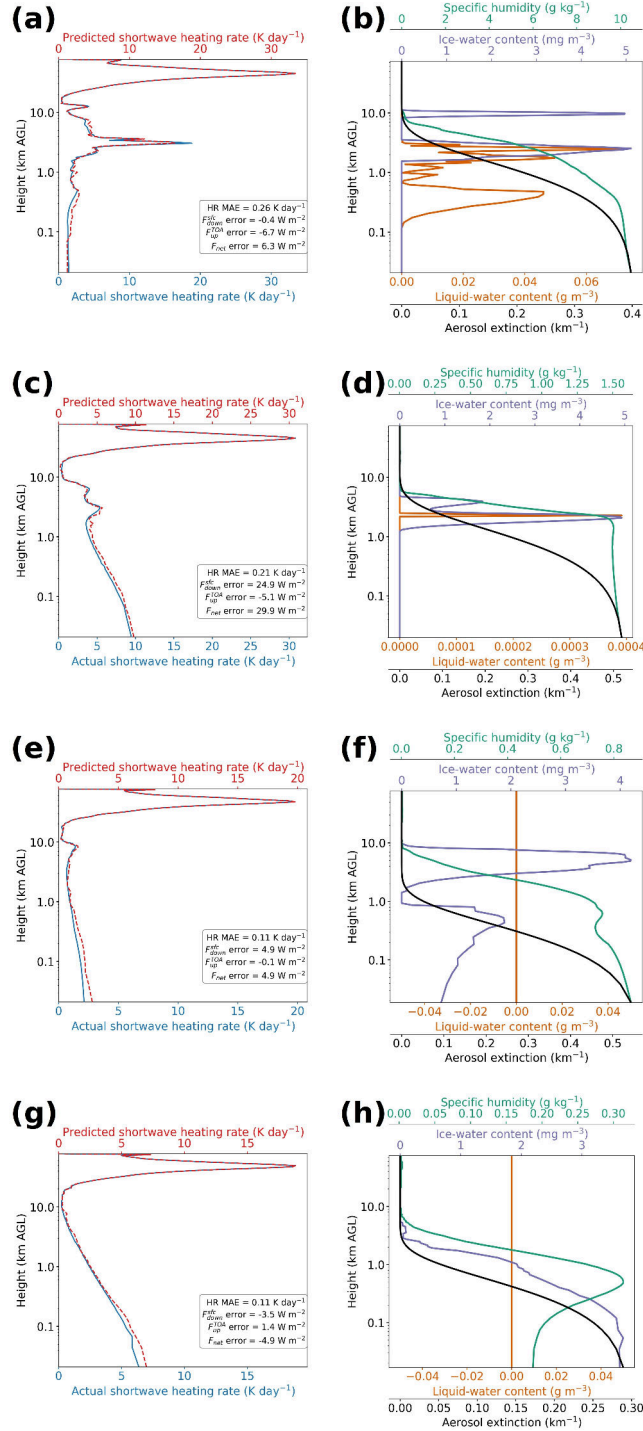 (a)
Predicted shortwave heating rate (K day⁻¹)
0 10 20 30
Height (km AGL)
10.0
1.0
0.1
HR MAE = 0.26 K day⁻¹
F^sfc_down error = -0.4 W m⁻²
F^TOA_up error = -6.7 W m⁻²
F_net error = 6.3 W m⁻²
0 10 20 30
Actual shortwave heating rate (K day⁻¹)
(b)
Specific humidity (g kg⁻¹)
0 2 4 6 8 10
Ice-water content (mg m⁻³)
0 1 2 3 4 5
Height (km AGL)
10.0
1.0
0.1
0.00 0.02 0.04 0.06
Liquid-water content (g m⁻³)
0.0 0.1 0.2 0.3 0.4
Aerosol extinction (km⁻¹)
(c)
Predicted shortwave heating rate (K day⁻¹)
0 5 10 15 20 25 30
Height (km AGL)
10.0
1.0
0.1
HR MAE = 0.21 K day⁻¹
F^sfc_down error = 24.9 W m⁻²
F^TOA_up error = -5.1 W m⁻²
F_net error = 29.9 W m⁻²
0 5 10 15 20 25 30
Actual shortwave heating rate (K day⁻¹)
(d)
Specific humidity (g kg⁻¹)
0.00 0.25 0.50 0.75 1.00 1.25 1.50
Ice-water content (mg m⁻³)
0 1 2 3 4 5
Height (km AGL)
10.0
1.0
0.1
0.0000 0.0001 0.0002 0.0003 0.0004
Liquid-water content (g m⁻³)
0.0 0.1 0.2 0.3 0.4 0.5
Aerosol extinction (km⁻¹)
(e)
Predicted shortwave heating rate (K day⁻¹)
0 5 10 15 20
Height (km AGL)
10.0
1.0
0.1
HR MAE = 0.11 K day⁻¹
F^sfc_down error = 4.9 W m⁻²
F^TOA_up error = -0.1 W m⁻²
F_net error = 4.9 W m⁻²
0 5 10 15 20
Actual shortwave heating rate (K day⁻¹)
(f)
Specific humidity (g kg⁻¹)
0.0 0.2 0.4 0.6 0.8
Ice-water content (mg m⁻³)
0 1 2 3 4
Height (km AGL)
10.0
1.0
0.1
−0.04 −0.02 0.00 0.02 0.04
Liquid-water content (g m⁻³)
0.0 0.1 0.2 0.3 0.4 0.5
Aerosol extinction (km⁻¹)
(g)
Predicted shortwave heating rate (K day⁻¹)
0 5 10 15
Height (km AGL)
10.0
1.0
0.1
HR MAE = 0.11 K day⁻¹
F^sfc_down error = -3.5 W m⁻²
F^TOA_up error = 1.4 W m⁻²
F_net error = -4.9 W m⁻²
0 5 10 15
Actual shortwave heating rate (K day⁻¹)
(h)
Specific humidity (g kg⁻¹)
0.00 0.05 0.10 0.15 0.20 0.25 0.30
Ice-water content (mg m⁻³)
0 1 2 3
Height (km AGL)
10.0
1.0
0.1
−0.04 −0.02 0.00 0.02 0.04
Liquid-water content (g m⁻³)
0.00 0.05 0.10 0.15 0.20 0.25 0.30
Aerosol extinction (km⁻¹)